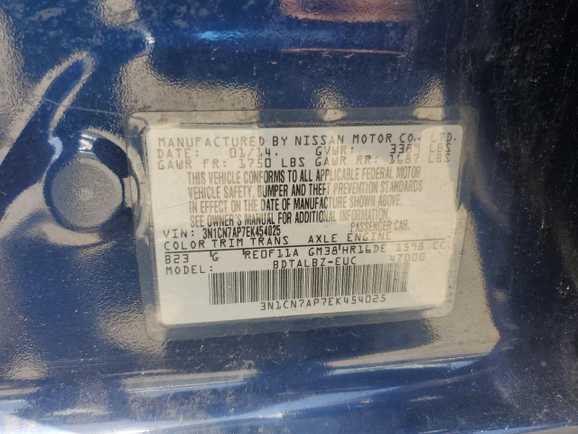 MANUFACTURED BY NISSAN MOTOR CO., LTD.
DATE: 01/14. GVWR: 3389 LBS
GAWR FR: 1750 LBS GAWR RR: 1687 LBS
THIS VEHICLE CONFORMS TO ALL APPLICABLE FEDERAL MOTOR
VEHICLE SAFETY, BUMPER AND THEFT PREVENTION STANDARDS
IN EFFECT ON THE DATE OF MANUFACTURE SHOWN ABOVE.
SEE OWNER'S MANUAL FOR ADDITIONAL INFORMATION
VIN: 3N1CN7AP7EK454025 PASSENGER CAR.
COLOR TRIM TRANS AXLE ENGINE
B23 G RE0F11A GM38 HR16DE 1598 CC
MODEL: BDTALBZ-EUC 47000
3N1CN7AP7EK454025